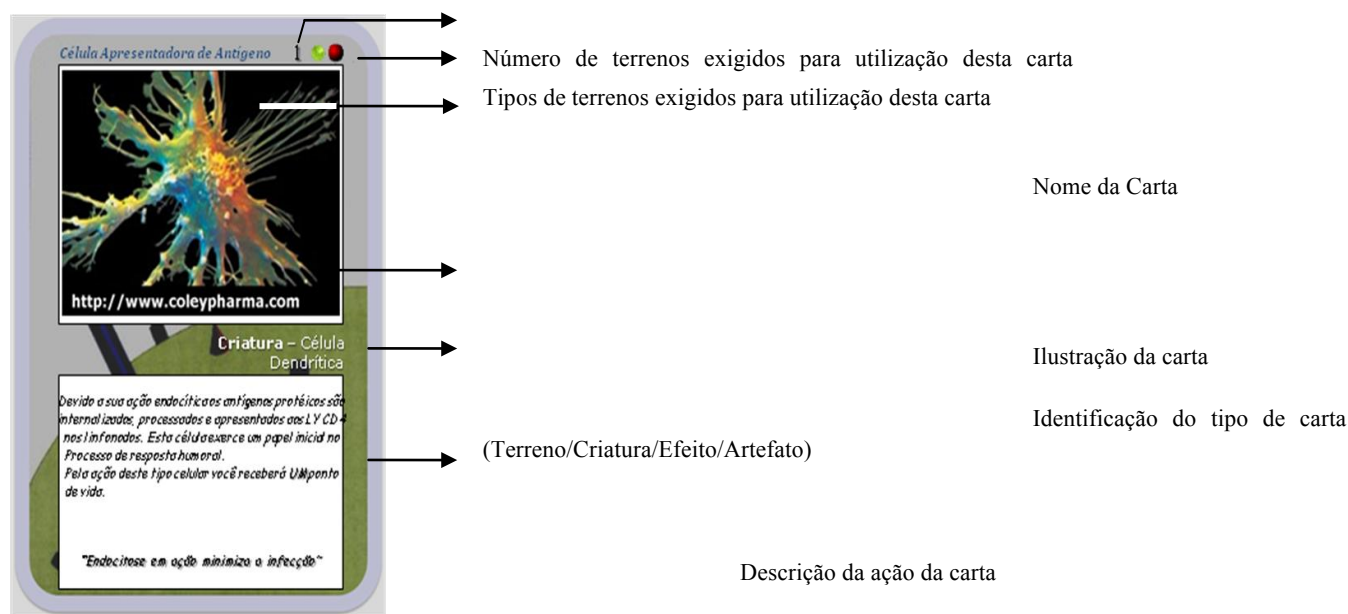 Célula Apresentadora de Antígeno 1
Número de terrenos exigidos para utilização desta carta
Tipos de terrenos exigidos para utilização desta carta
Nome da Carta
http://www.coleypharma.com
Criatura – Célula
Dendrítica
Ilustração da carta
Identificação do tipo de carta
(Terreno/Criatura/Efeito/Artefato)
Devido a sua ação endocítica os antígenos protéicos são
internalizados, processados e apresentados aos LY CD 4
nos linfonodos. Esta célula exerce um papel inicial no
Processo de resposta humoral.
Pela ação deste tipo celular você receberá UM ponto
de vida.
"Endocitose em ação minimiza a infecção~
Descrição da ação da carta